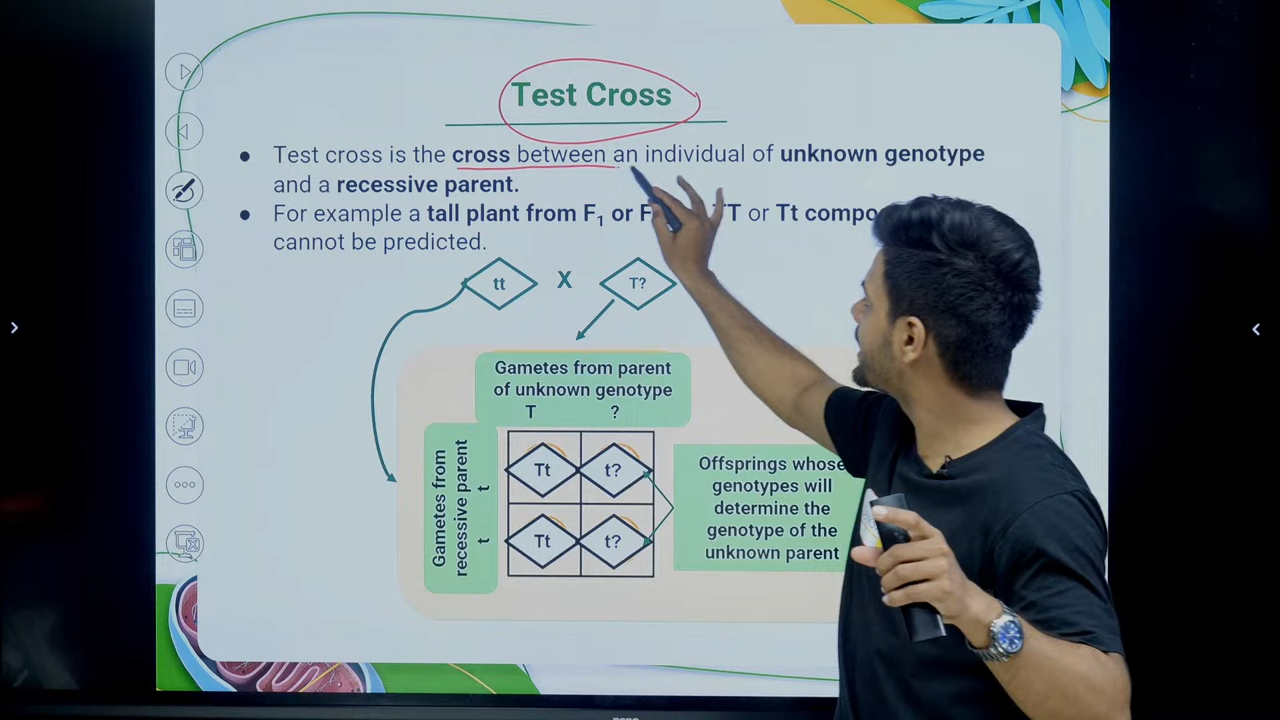 Test Cross
● Test cross is the cross between an individual of unknown genotype
and a recessive parent.
● For example a tall plant from F₁ or F TT or Tt
cannot be predicted.
tt X T?
Gametes from parent
of unknown genotype
T ?
Gametes from
recessive parent
t t
Tt t?
Tt t?
Offsprings whose
genotypes will
determine the
genotype of the
unknown parent